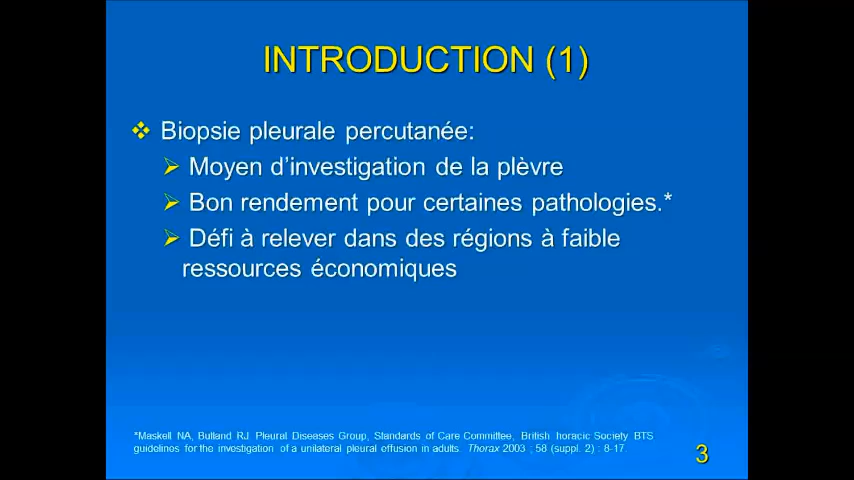 INTRODUCTION (1)
Biopsie pleurale percutanée:
Moyen d'investigation de la plèvre
Bon rendement pour certaines pathologies.*
Défi à relever dans des régions à faible
ressources économiques
*Maskell NA, Butland RJ. Pleural Diseases Group, Standards of Care Committee, British horacic Society BTS
guidelines for the investigation of a unilateral pleural effusion in adults. Thorax 2003 ; 58 (suppl. 2) : 8-17.
3